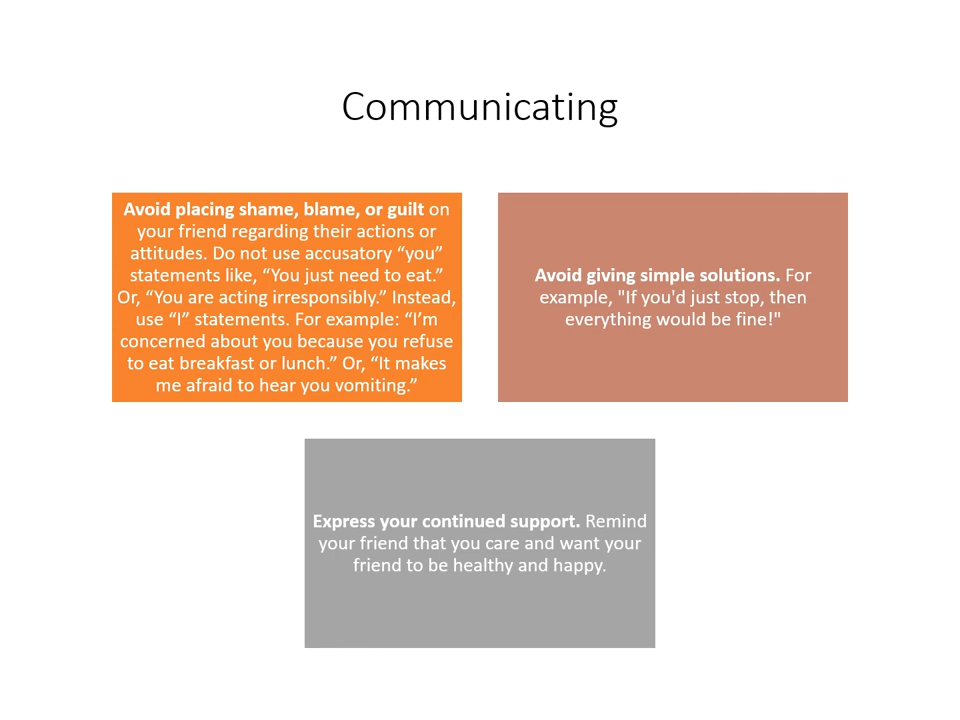 Communicating
Avoid placing shame, blame, or guilt on
your friend regarding their actions or
attitudes. Do not use accusatory “you”
statements like, “You just need to eat.”
Or, “You are acting irresponsibly.” Instead,
use “I” statements. For example: “I’m
concerned about you because you refuse
to eat breakfast or lunch.” Or, “It makes
me afraid to hear you vomiting.”
Avoid giving simple solutions. For
example, "If you'd just stop, then
everything would be fine!"
Express your continued support. Remind
your friend that you care and want your
friend to be healthy and happy.